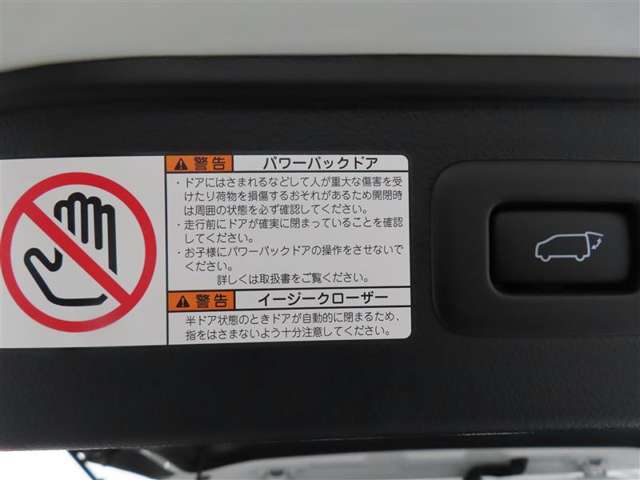 警告 パワーバックドア
・ドアにはさまれるなどして人が重大な傷害を受
けたり荷物を損傷するおそれがあるため開閉時
は周囲の状態を必ず確認してください。
・走行前にドアが確実に閉まっていることを確認
してください。
・お子様にパワーバックドアの操作をさせないで
ください。
詳しくは取扱書をご覧ください。
警告 イージークローザー
半ドア状態のときドアが自動的に閉まるため、
指をはさまないよう十分注意してください。